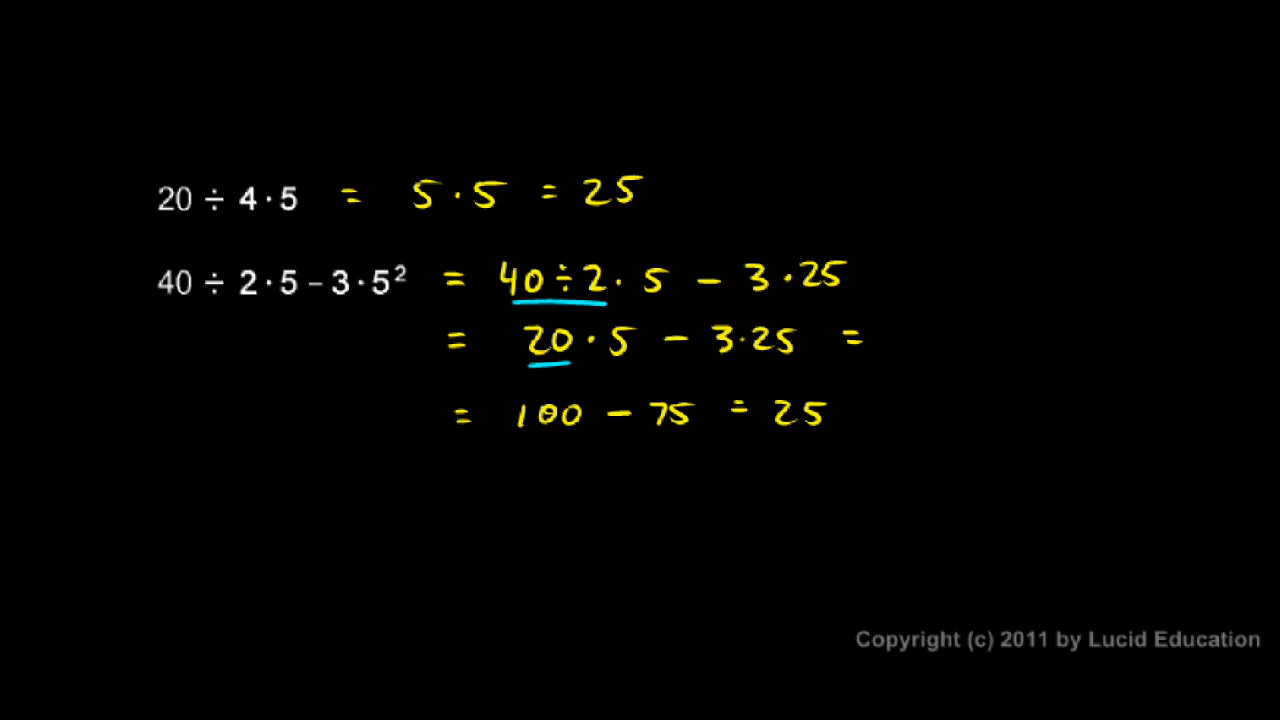 20 ÷ 4 · 5 = 5 · 5 = 25
40 ÷ 2 · 5 – 3 · 5² = 40 ÷ 2 · 5 – 3 · 25
= 20 · 5 – 3 · 25 =
= 100 – 75 = 25
Copyright (c) 2011 by Lucid Education